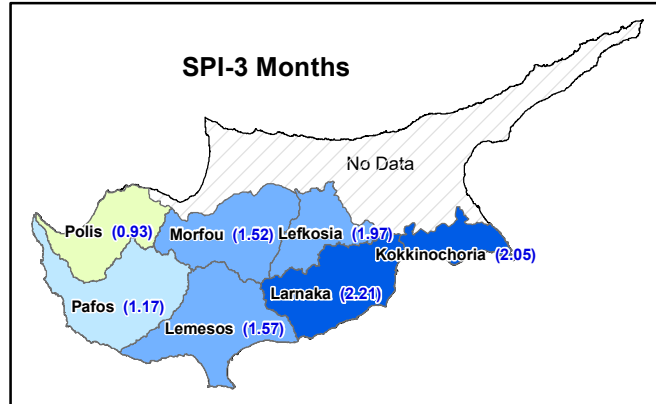 SPI-3 Months
No Data
Polis (0.93)
Morfou (1.52)
Lefkosia (1.97)
Kokkinochoria (2.05)
Pafos (1.17)
Larnaka (2.21)
Lemesos (1.57)